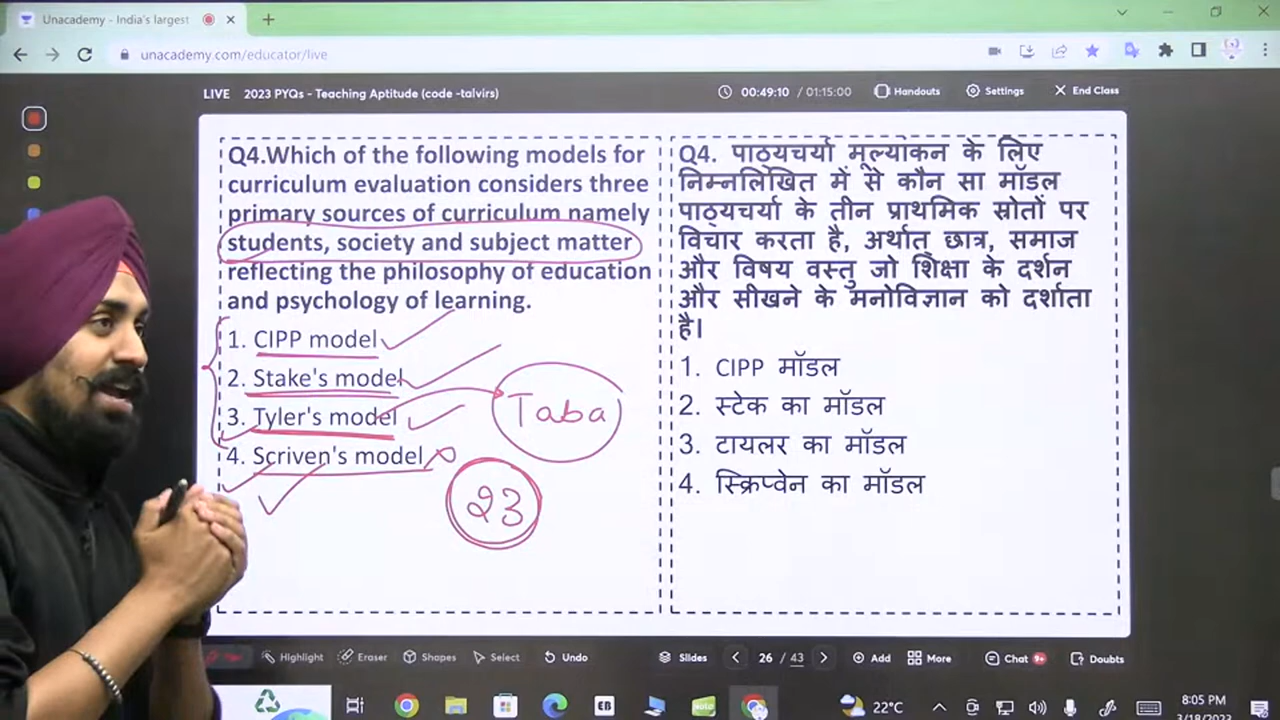 Unacademy - India's largest
unacademy.com/educator/live
LIVE 2023 PYQs - Teaching Aptitude (code -talvirs)
00:49:10 / 01:15:00
Handouts
Settings
End Class
Q4.Which of the following models for
curriculum evaluation considers three
primary sources of curriculum namely
students, society and subject matter
reflecting the philosophy of education
and psychology of learning.
1. CIPP model
2. Stake's model
3. Tyler's model
4. Scriven's model
Taba
23
Q4. पाठ्यचर्या मूल्यांकन के लिए
निम्नलिखित में से कौन सा मॉडल
पाठ्यचर्या के तीन प्राथमिक स्रोतों पर
विचार करता है, अर्थात् छात्र, समाज
और विषय वस्तु जो शिक्षा के दर्शन
और सीखने के मनोविज्ञान को दर्शाता
है।
1. CIPP मॉडल
2. स्टेक का मॉडल
3. टायलर का मॉडल
4. स्क्रिप्वेन का मॉडल
Pen Highlight Eraser Shapes Select Undo
Slides 26 / 43 Add More
Chat 9+ Doubts
EB
22°C
8:05 PM
3/18/2023